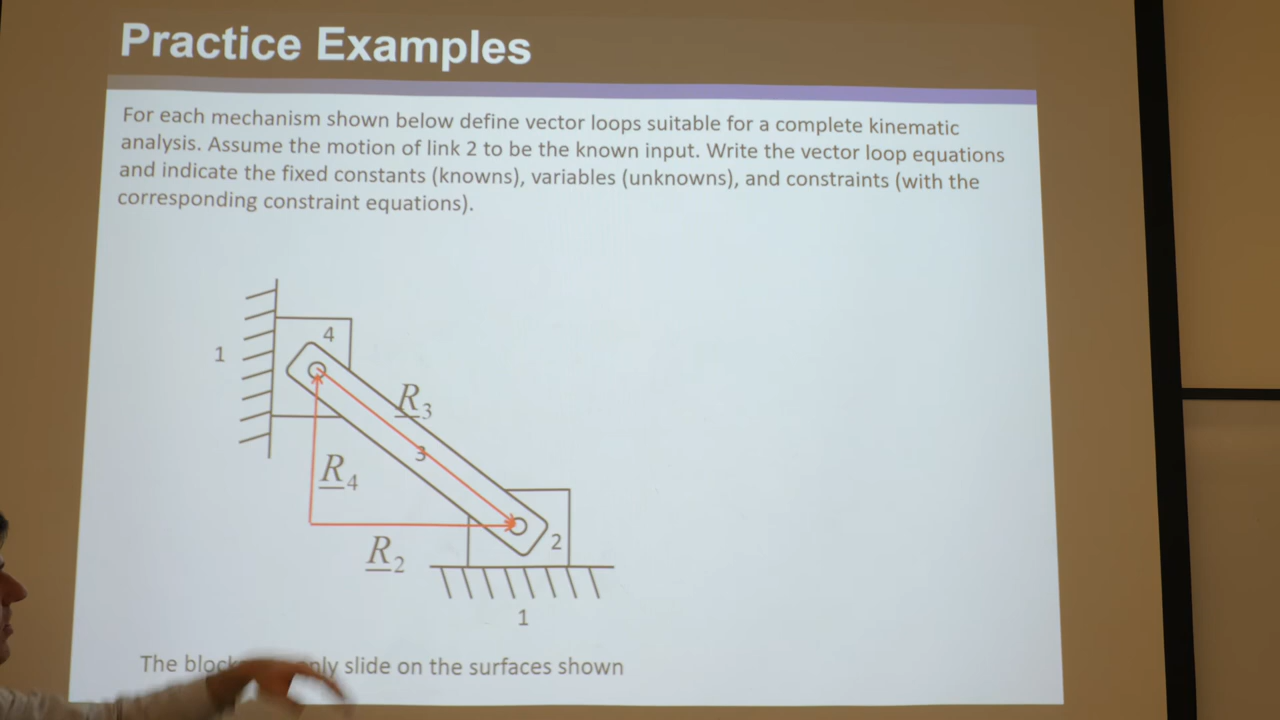 Practice Examples
For each mechanism shown below define vector loops suitable for a complete kinematic
analysis. Assume the motion of link 2 to be the known input. Write the vector loop equations
and indicate the fixed constants (knowns), variables (unknowns), and constraints (with the
corresponding constraint equations).
4
1
R3
3
R4
2
R2
1
The slide on the surfaces shown